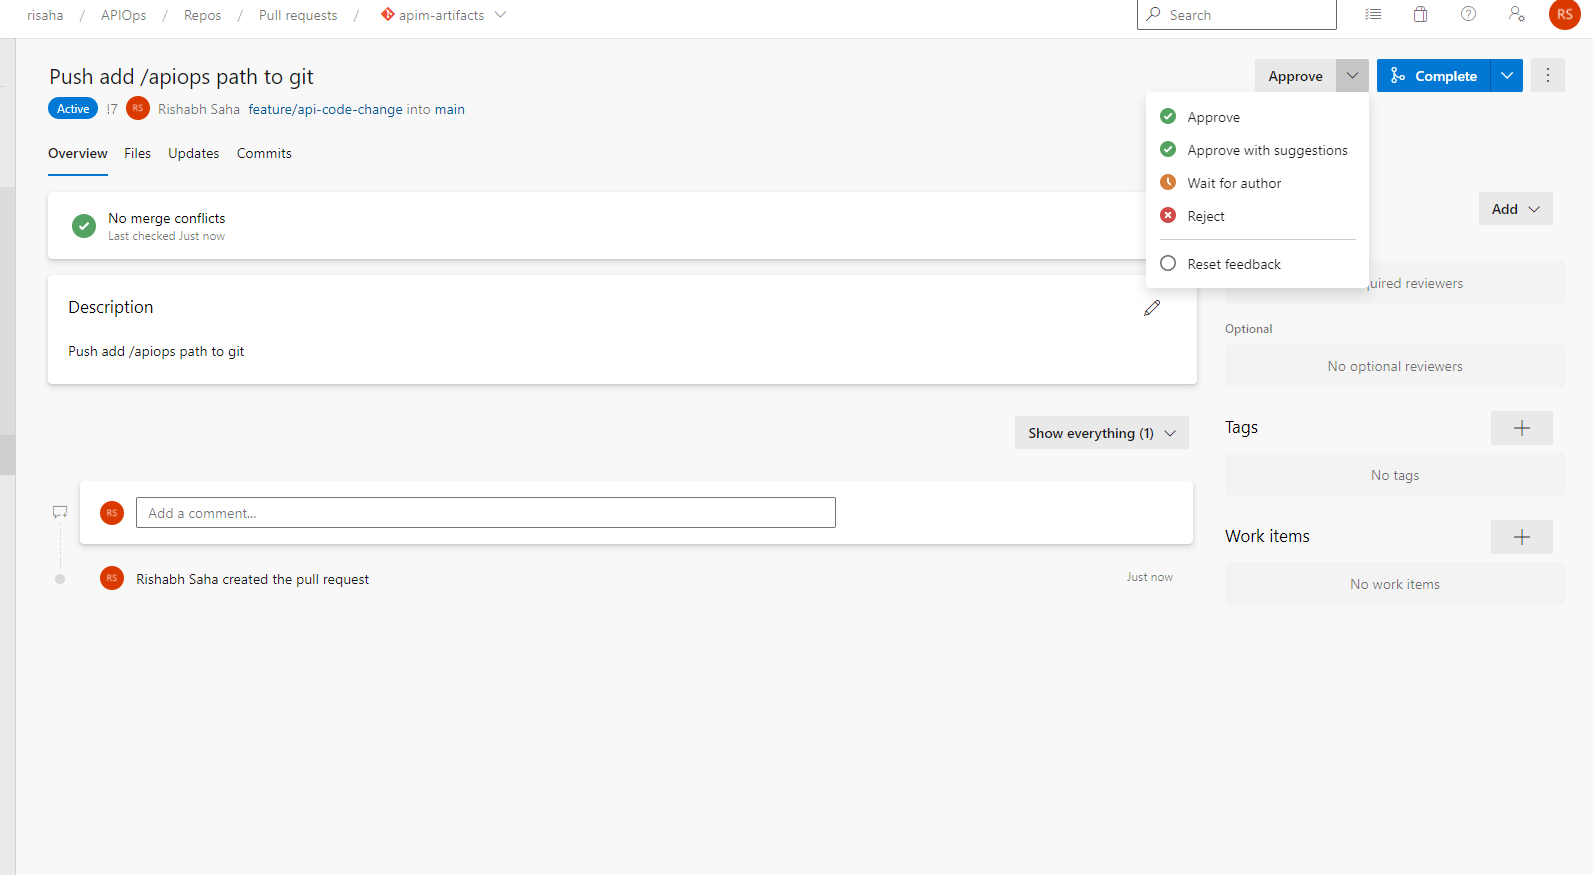 risaha / APIOps / Repos / Pull requests / apim-artifacts
Search
RS
Push add /apiops path to git
Approve
Complete
Active !7 RS Rishabh Saha feature/api-code-change into main
Approve
Approve with suggestions
Wait for author
Reject
Reset feedback
Overview Files Updates Commits
No merge conflicts
Last checked Just now
Add
Description
Push add /apiops path to git
reviewers
Optional
No optional reviewers
Show everything (1)
Tags
No tags
RS
Add a comment...
Work items
No work items
RS
Rishabh Saha created the pull request
Just now